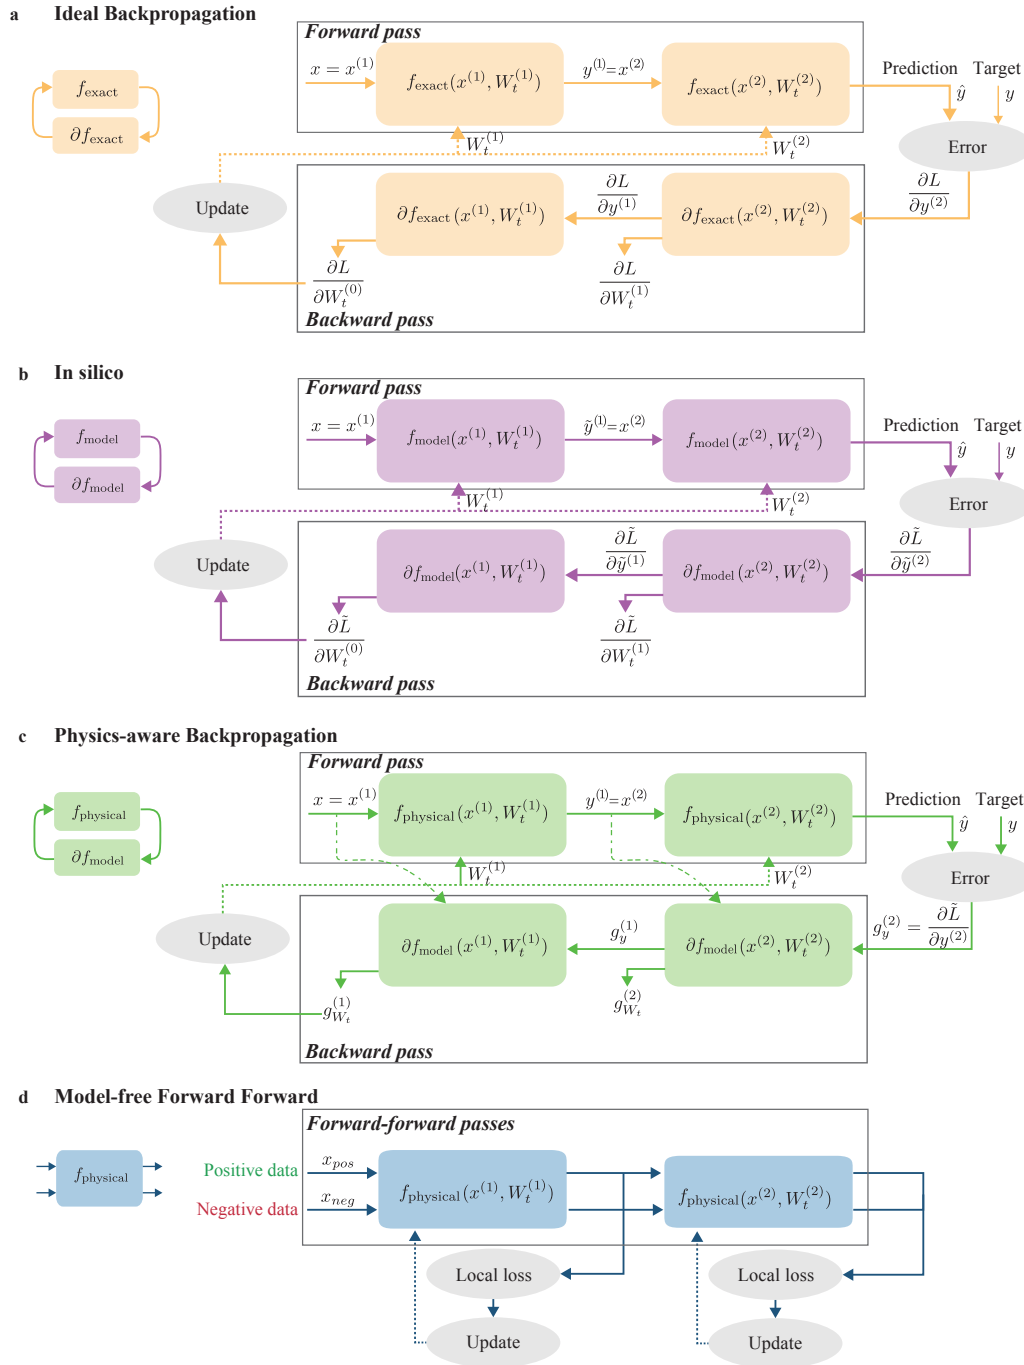 a Ideal Backpropagation
Forward pass
f_exact
∂f_exact
x = x^(1)
f_exact(x^(1), W_t^(1))
y^(1)=x^(2)
f_exact(x^(2), W_t^(2))
Prediction
ŷ
Target
y
Error
W_t^(1)
W_t^(2)
Update
∂f_exact(x^(1), W_t^(1))
∂L/∂y^(1)
∂f_exact(x^(2), W_t^(2))
∂L/∂y^(2)
∂L/∂W_t^(0)
∂L/∂W_t^(1)
Backward pass
b In silico
Forward pass
f_model
∂f_model
x = x^(1)
f_model(x^(1), W_t^(1))
ỹ^(1)=x^(2)
f_model(x^(2), W_t^(2))
Prediction
ŷ
Target
y
Error
W_t^(1)
W_t^(2)
Update
∂f_model(x^(1), W_t^(1))
∂L̃/∂ỹ^(1)
∂f_model(x^(2), W_t^(2))
∂L̃/∂ỹ^(2)
∂L̃/∂W_t^(0)
∂L̃/∂W_t^(1)
Backward pass
c Physics-aware Backpropagation
Forward pass
f_physical
∂f_model
x = x^(1)
f_physical(x^(1), W_t^(1))
y^(1)=x^(2)
f_physical(x^(2), W_t^(2))
Prediction
ŷ
Target
y
Error
W_t^(1)
W_t^(2)
Update
∂f_model(x^(1), W_t^(1))
g_y^(1)
∂f_model(x^(2), W_t^(2))
g_y^(2) = ∂L̃/∂y^(2)
g_{W_t}^(1)
g_{W_t}^(2)
Backward pass
d Model-free Forward Forward
Forward-forward passes
f_physical
Positive data
x_pos
Negative data
x_neg
f_physical(x^(1), W_t^(1))
f_physical(x^(2), W_t^(2))
Local loss
Local loss
Update
Update